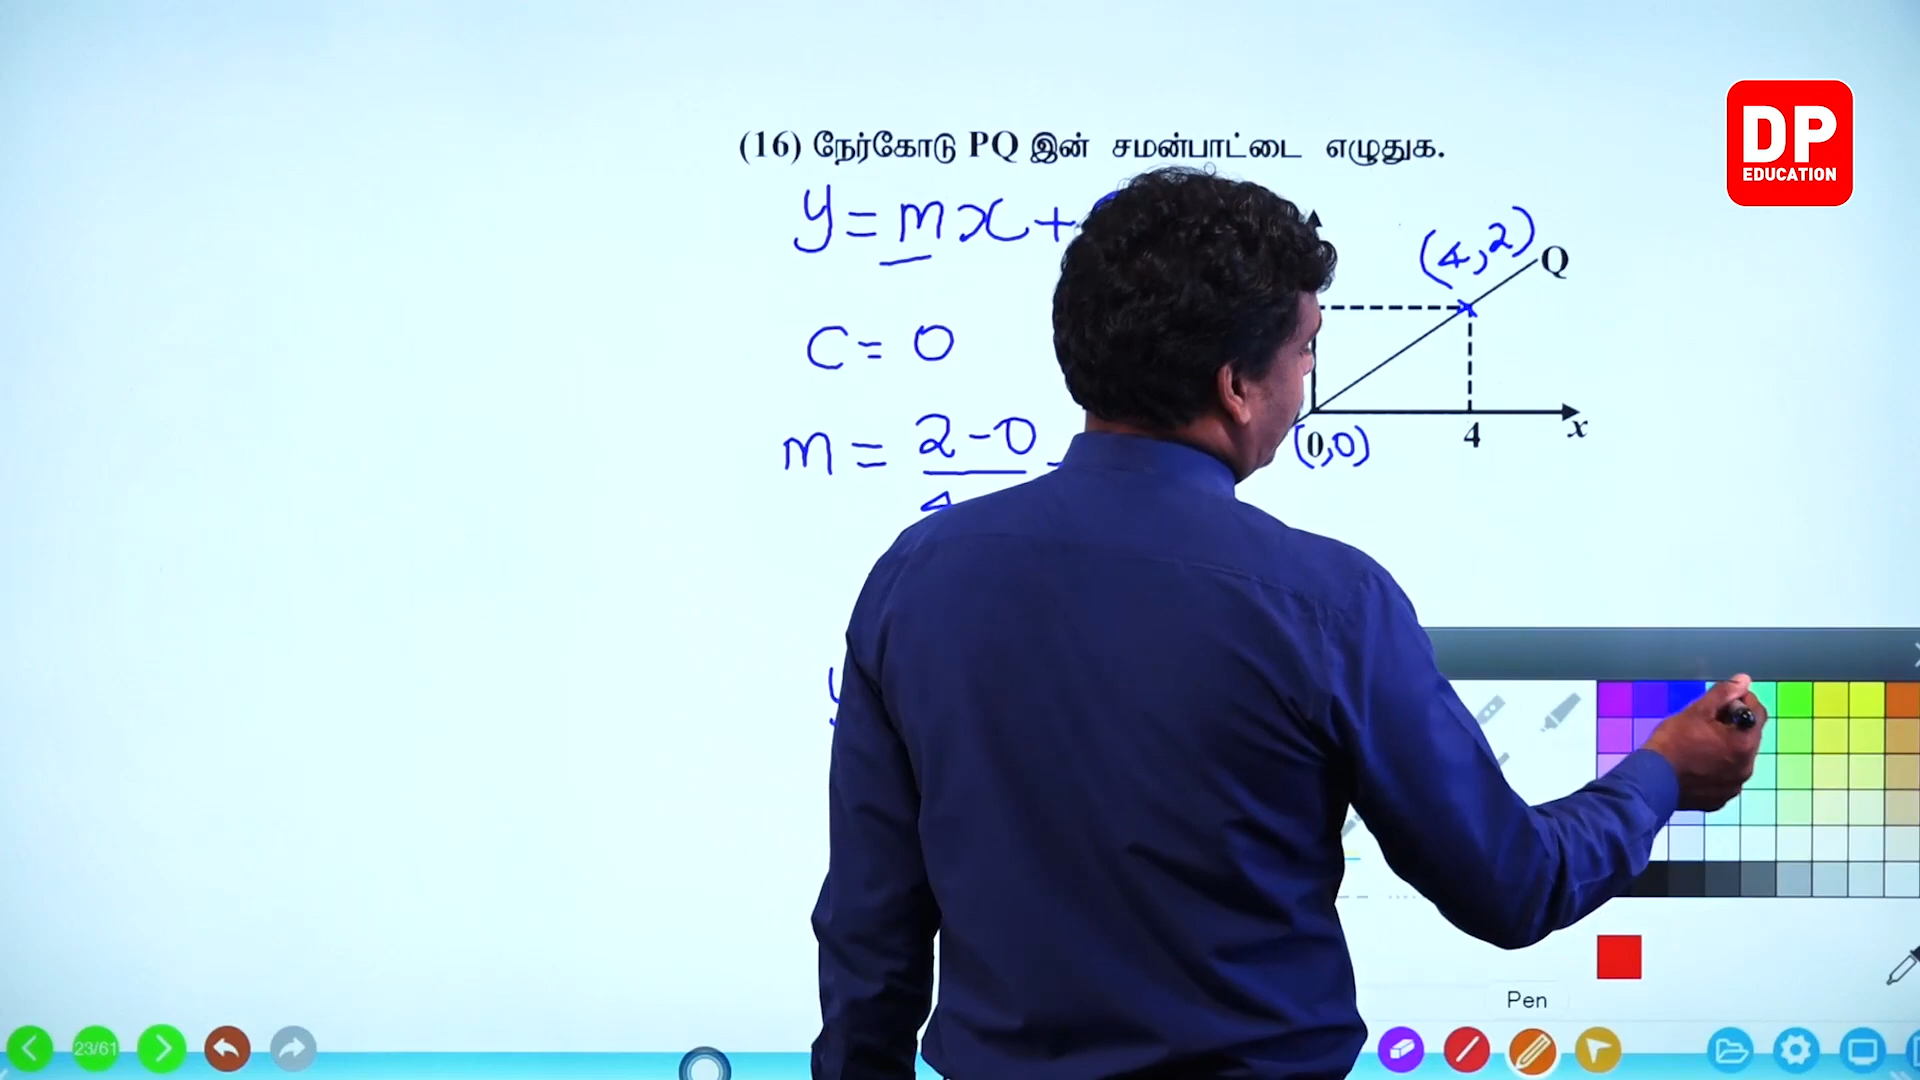 DP
EDUCATION
(16) நேர்கோடு PQ இன் சமன்பாட்டை எழுதுக.
y = mx +
(4,2)
Q
c = 0
m = 2-0
4
(0,0)
4
x
y
Pen
23/61